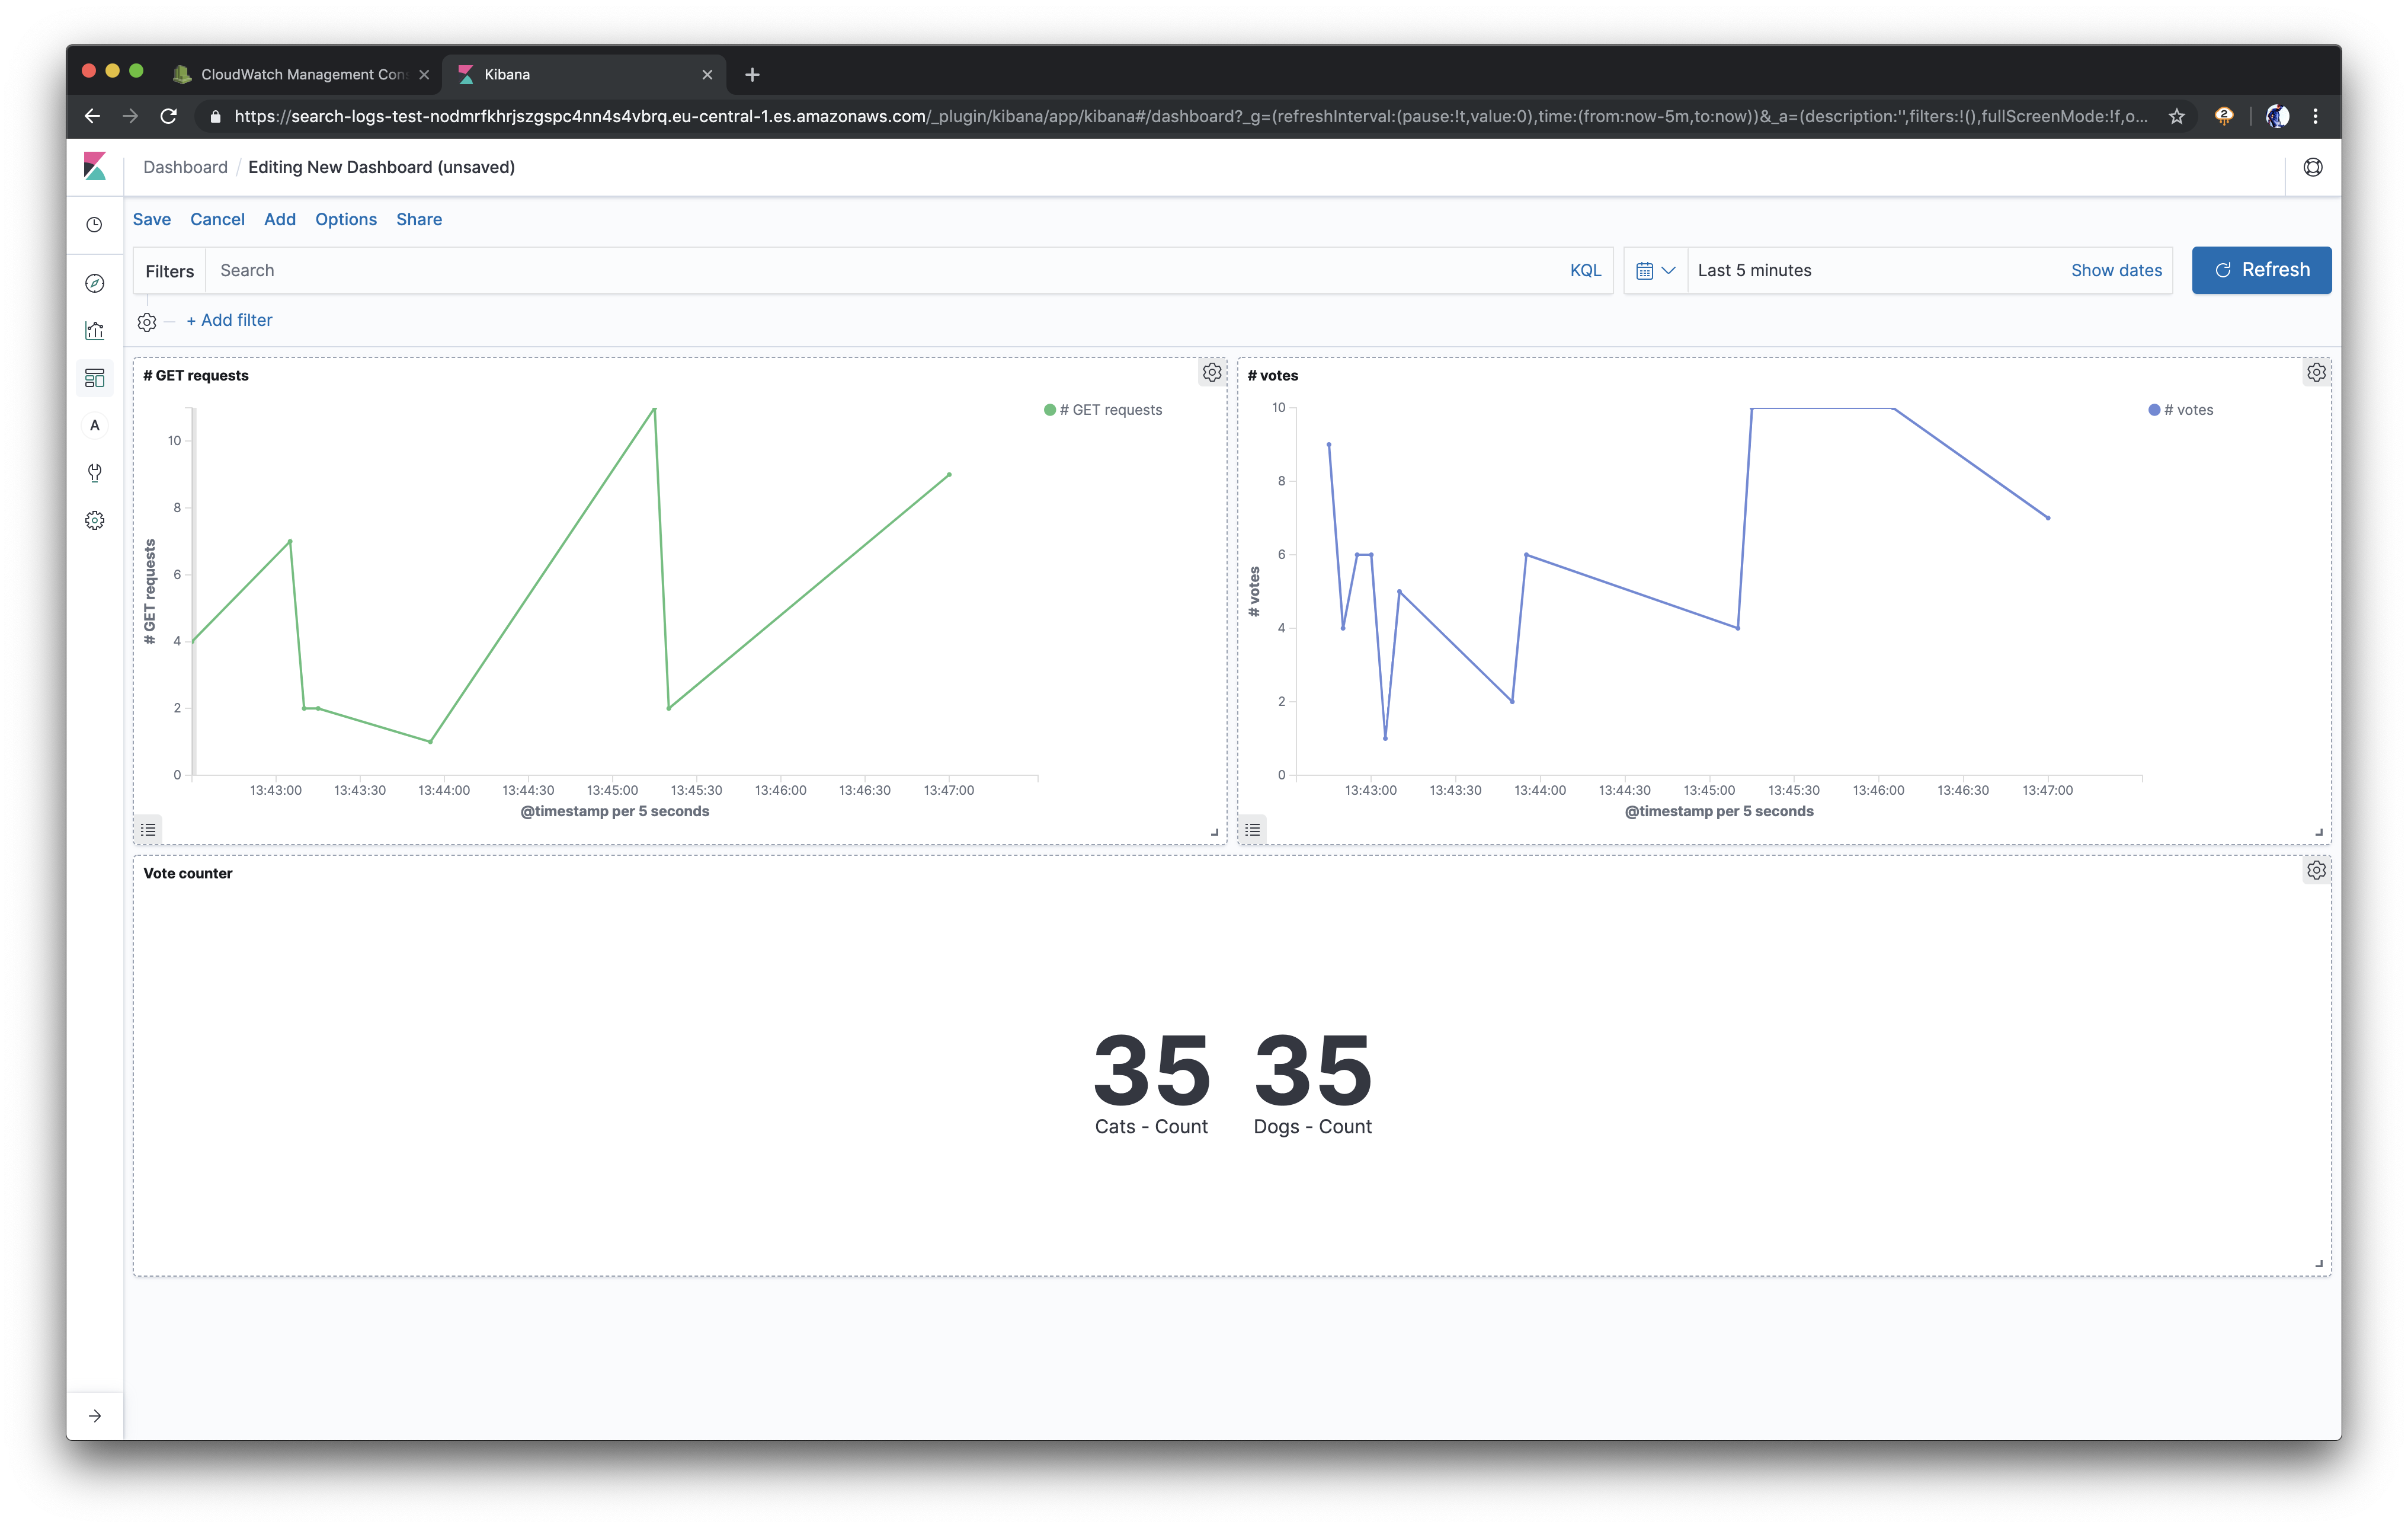 CloudWatch Management Con
Kibana
https://search-logs-test-nodmrfkhrjszgspc4nn4s4vbrq.eu-central-1.es.amazonaws.com/_plugin/kibana/app/kibana#/dashboard?_g=(refreshInterval:(pause:!t,value:0),time:(from:now-5m,to:now))&_a=(description:'',filters:!(),fullScreenMode:!f,o...
2
Dashboard / Editing New Dashboard (unsaved)
Save Cancel Add Options Share
Filters Search KQL Last 5 minutes Show dates Refresh
+ Add filter
A
# GET requests
# GET requests
# GET requests
10
8
6
4
2
0
13:43:00 13:43:30 13:44:00 13:44:30 13:45:00 13:45:30 13:46:00 13:46:30 13:47:00
@timestamp per 5 seconds
# votes
# votes
# votes
10
8
6
4
2
0
13:43:00 13:43:30 13:44:00 13:44:30 13:45:00 13:45:30 13:46:00 13:46:30 13:47:00
@timestamp per 5 seconds
Vote counter
35 35
Cats - Count Dogs - Count